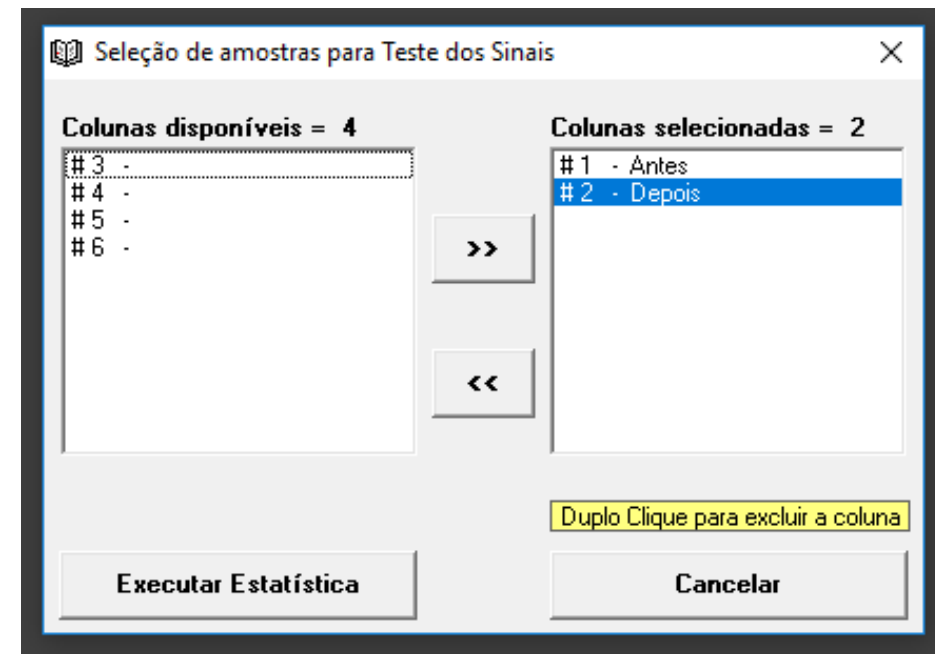 Seleção de amostras para Teste dos Sinais
Colunas disponíveis = 4
# 3 -
# 4 -
# 5 -
# 6 -
>>
<<
Colunas selecionadas = 2
# 1 - Antes
# 2 - Depois
Duplo Clique para excluir a coluna
Executar Estatística
Cancelar